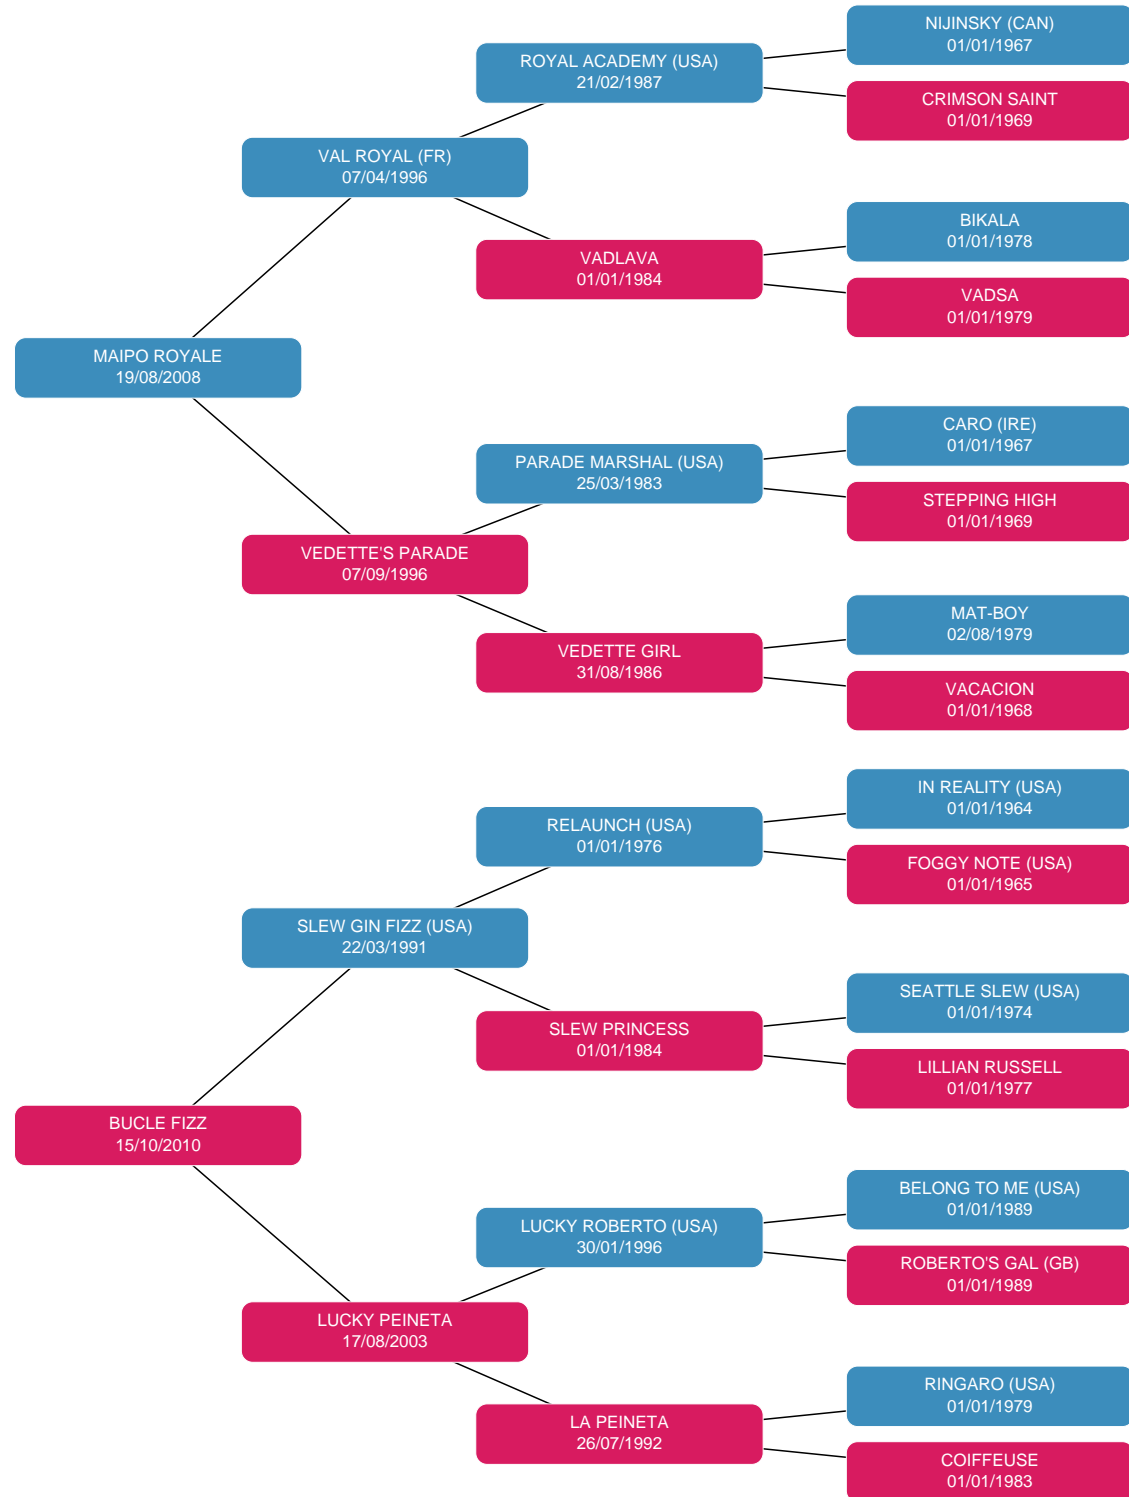 NIJINSKY (CAN)
01/01/1967
ROYAL ACADEMY (USA)
21/02/1987
CRIMSON SAINT
01/01/1969
VAL ROYAL (FR)
07/04/1996
BIKALA
01/01/1978
VADLAVA
01/01/1984
VADSA
01/01/1979
MAIPO ROYALE
19/08/2008
CARO (IRE)
01/01/1967
PARADE MARSHAL (USA)
25/03/1983
STEPPING HIGH
01/01/1969
VEDETTE'S PARADE
07/09/1996
MAT-BOY
02/08/1979
VEDETTE GIRL
31/08/1986
VACACION
01/01/1968
IN REALITY (USA)
01/01/1964
RELAUNCH (USA)
01/01/1976
FOGGY NOTE (USA)
01/01/1965
SLEW GIN FIZZ (USA)
22/03/1991
SEATTLE SLEW (USA)
01/01/1974
SLEW PRINCESS
01/01/1984
LILLIAN RUSSELL
01/01/1977
BUCLE FIZZ
15/10/2010
BELONG TO ME (USA)
01/01/1989
LUCKY ROBERTO (USA)
30/01/1996
ROBERTO'S GAL (GB)
01/01/1989
LUCKY PEINETA
17/08/2003
RINGARO (USA)
01/01/1979
LA PEINETA
26/07/1992
COIFFEUSE
01/01/1983